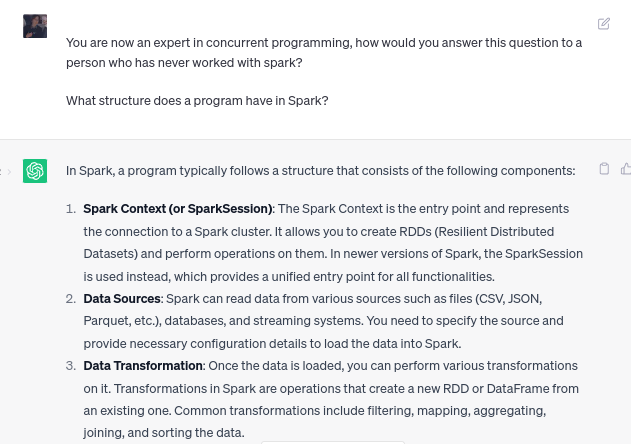 You are now an expert in concurrent programming, how would you answer this question to a
person who has never worked with spark?
What structure does a program have in Spark?
In Spark, a program typically follows a structure that consists of the following components:
1. Spark Context (or SparkSession): The Spark Context is the entry point and represents
the connection to a Spark cluster. It allows you to create RDDs (Resilient Distributed
Datasets) and perform operations on them. In newer versions of Spark, the SparkSession
is used instead, which provides a unified entry point for all functionalities.
2. Data Sources: Spark can read data from various sources such as files (CSV, JSON,
Parquet, etc.), databases, and streaming systems. You need to specify the source and
provide necessary configuration details to load the data into Spark.
3. Data Transformation: Once the data is loaded, you can perform various transformations
on it. Transformations in Spark are operations that create a new RDD or DataFrame from
an existing one. Common transformations include filtering, mapping, aggregating,
joining, and sorting the data.